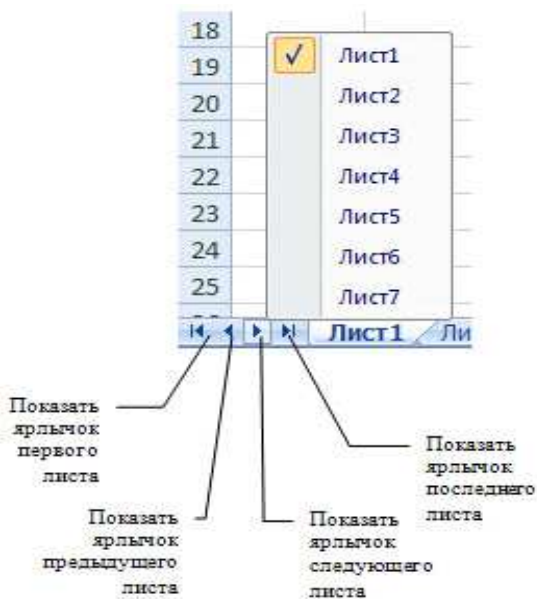 18
19
20
21
22
23
24
25
Лист1
Лист2
Лист3
Лист4
Лист5
Лист6
Лист7
Лист1
Ли
Показать
ярлычок
первого
листа
Показать
ярлычок
предыдущего
листа
Показать
ярлычок
следующего
листа
Показать
ярлычок
последнего
листа